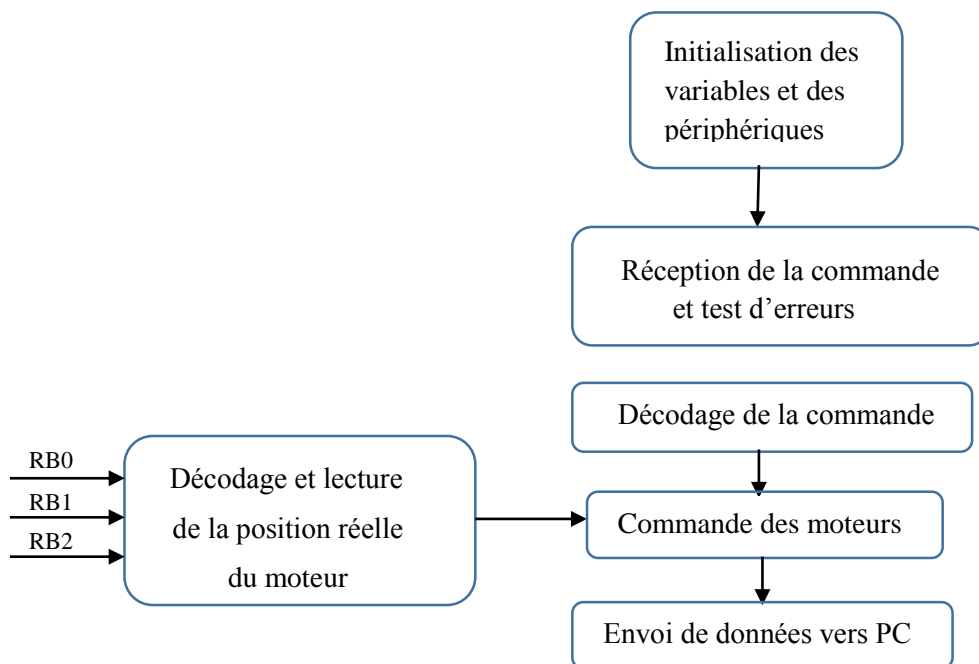 Initialisation des
variables et des
périphériques
Réception de la commande
et test d'erreurs
Décodage de la commande
RB0
RB1
RB2
Décodage et lecture
de la position réelle
du moteur
Commande des moteurs
Envoi de données vers PC